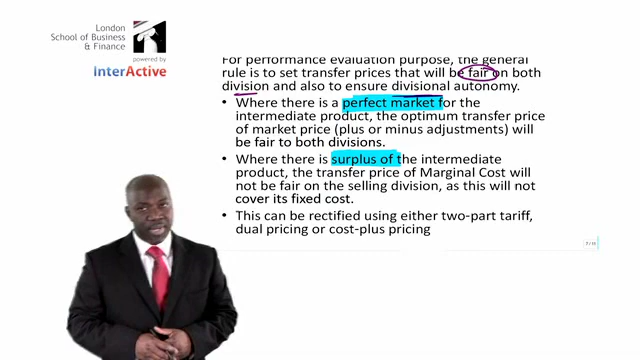 London
School of Business
& Finance
powered by
InterActive
For performance evaluation purpose, the general
rule is to set transfer prices that will be fair on both
division and also to ensure divisional autonomy.
• Where there is a perfect market for the
intermediate product, the optimum transfer price
of market price (plus or minus adjustments) will
be fair to both divisions.
• Where there is surplus of the intermediate
product, the transfer price of Marginal Cost will
not be fair on the selling division, as this will not
cover its fixed cost.
• This can be rectified using either two-part tariff,
dual pricing or cost-plus pricing